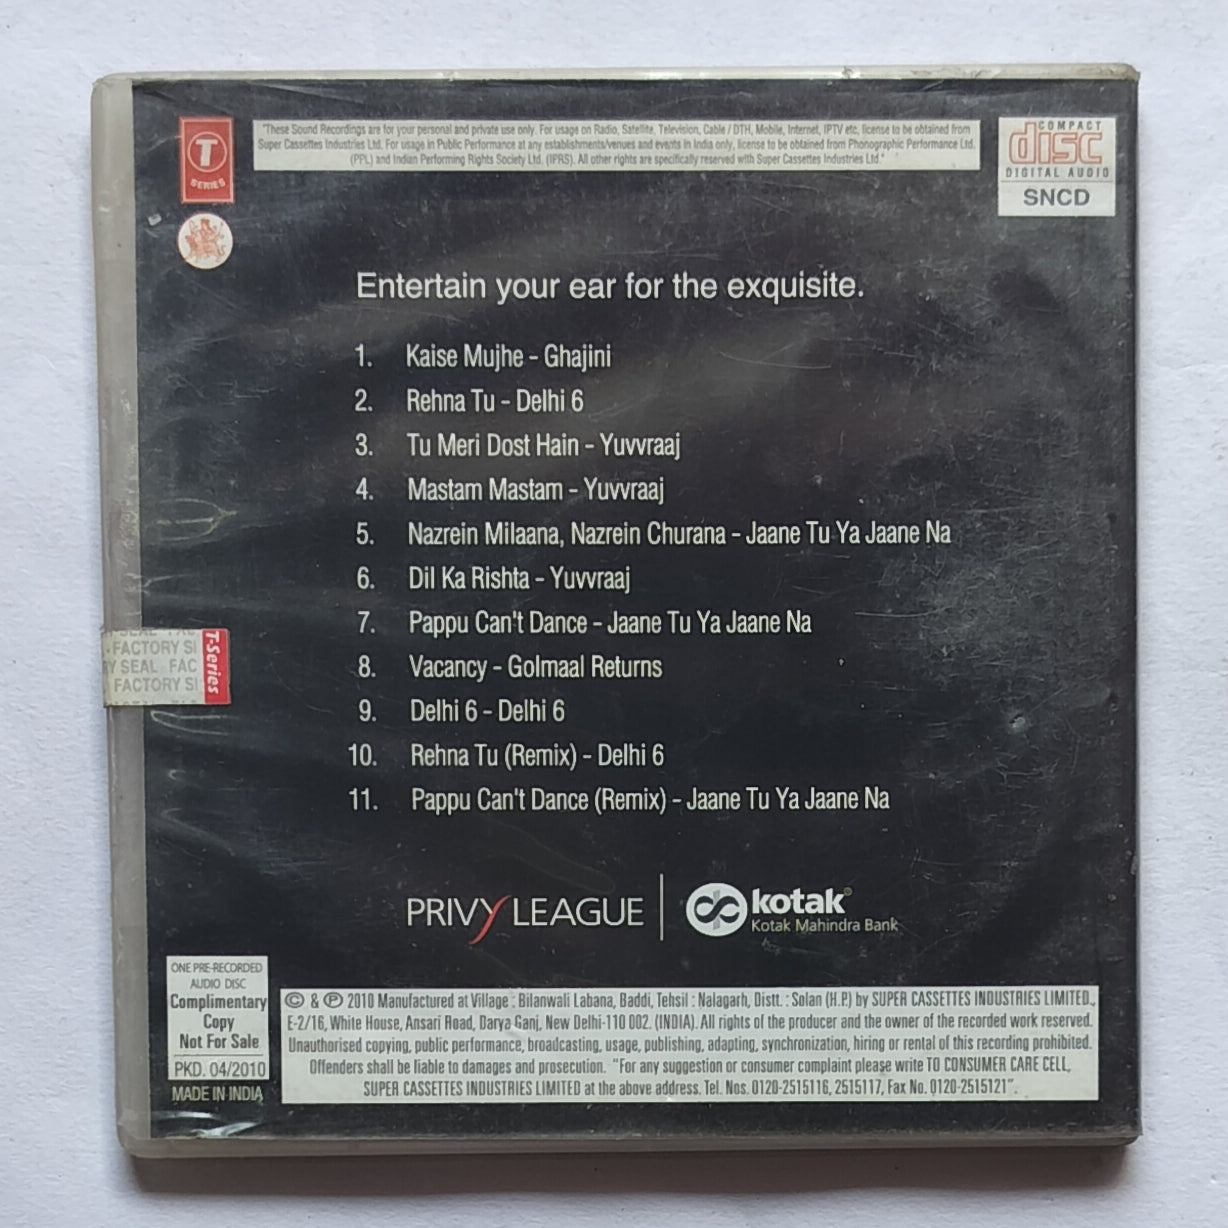 T
SERIES
"These Sound Recordings are for your personal and private use only. For usage on Radio, Satellite, Television, Cable / DTH, Mobile, Internet, IPTV etc, license to be obtained from
Super Cassettes Industries Ltd. For usage in Public Performance at any establishments/venues and events in India only, license to be obtained from Phonographic Performance Ltd.
(PPL) and Indian Performing Rights Society Ltd. (IPRS). All other rights are specifically reserved with Super Cassettes Industries Ltd."
COMPACT
disc
DIGITAL AUDIO
SNCD
Entertain your ear for the exquisite.
1. Kaise Mujhe - Ghajini
2. Rehna Tu - Delhi 6
3. Tu Meri Dost Hain - Yuvvraaj
4. Mastam Mastam - Yuvvraaj
5. Nazrein Milaana, Nazrein Churana - Jaane Tu Ya Jaane Na
6. Dil Ka Rishta - Yuvvraaj
7. Pappu Can't Dance - Jaane Tu Ya Jaane Na
8. Vacancy - Golmaal Returns
9. Delhi 6 - Delhi 6
10. Rehna Tu (Remix) - Delhi 6
11. Pappu Can't Dance (Remix) - Jaane Tu Ya Jaane Na
FACTORY SI
Y SEAL FAC
FACTORY SI
T-Series
PRIVY LEAGUE
kotak®
Kotak Mahindra Bank
ONE PRE-RECORDED
AUDIO DISC
Complimentary
Copy
Not For Sale
PKD. 04/2010
MADE IN INDIA
© & ℗ 2010 Manufactured at Village : Bilanwali Labana, Baddi, Tehsil : Nalagarh, Distt. : Solan (H.P.) by SUPER CASSETTES INDUSTRIES LIMITED.,
E-2/16, White House, Ansari Road, Darya Ganj, New Delhi-110 002. (INDIA). All rights of the producer and the owner of the recorded work reserved.
Unauthorised copying, public performance, broadcasting, usage, publishing, adapting, synchronization, hiring or rental of this recording prohibited.
Offenders shall be liable to damages and prosecution. "For any suggestion or consumer complaint please write TO CONSUMER CARE CELL,
SUPER CASSETTES INDUSTRIES LIMITED at the above address. Tel. Nos. 0120-2515116, 2515117, Fax No. 0120-2515121".